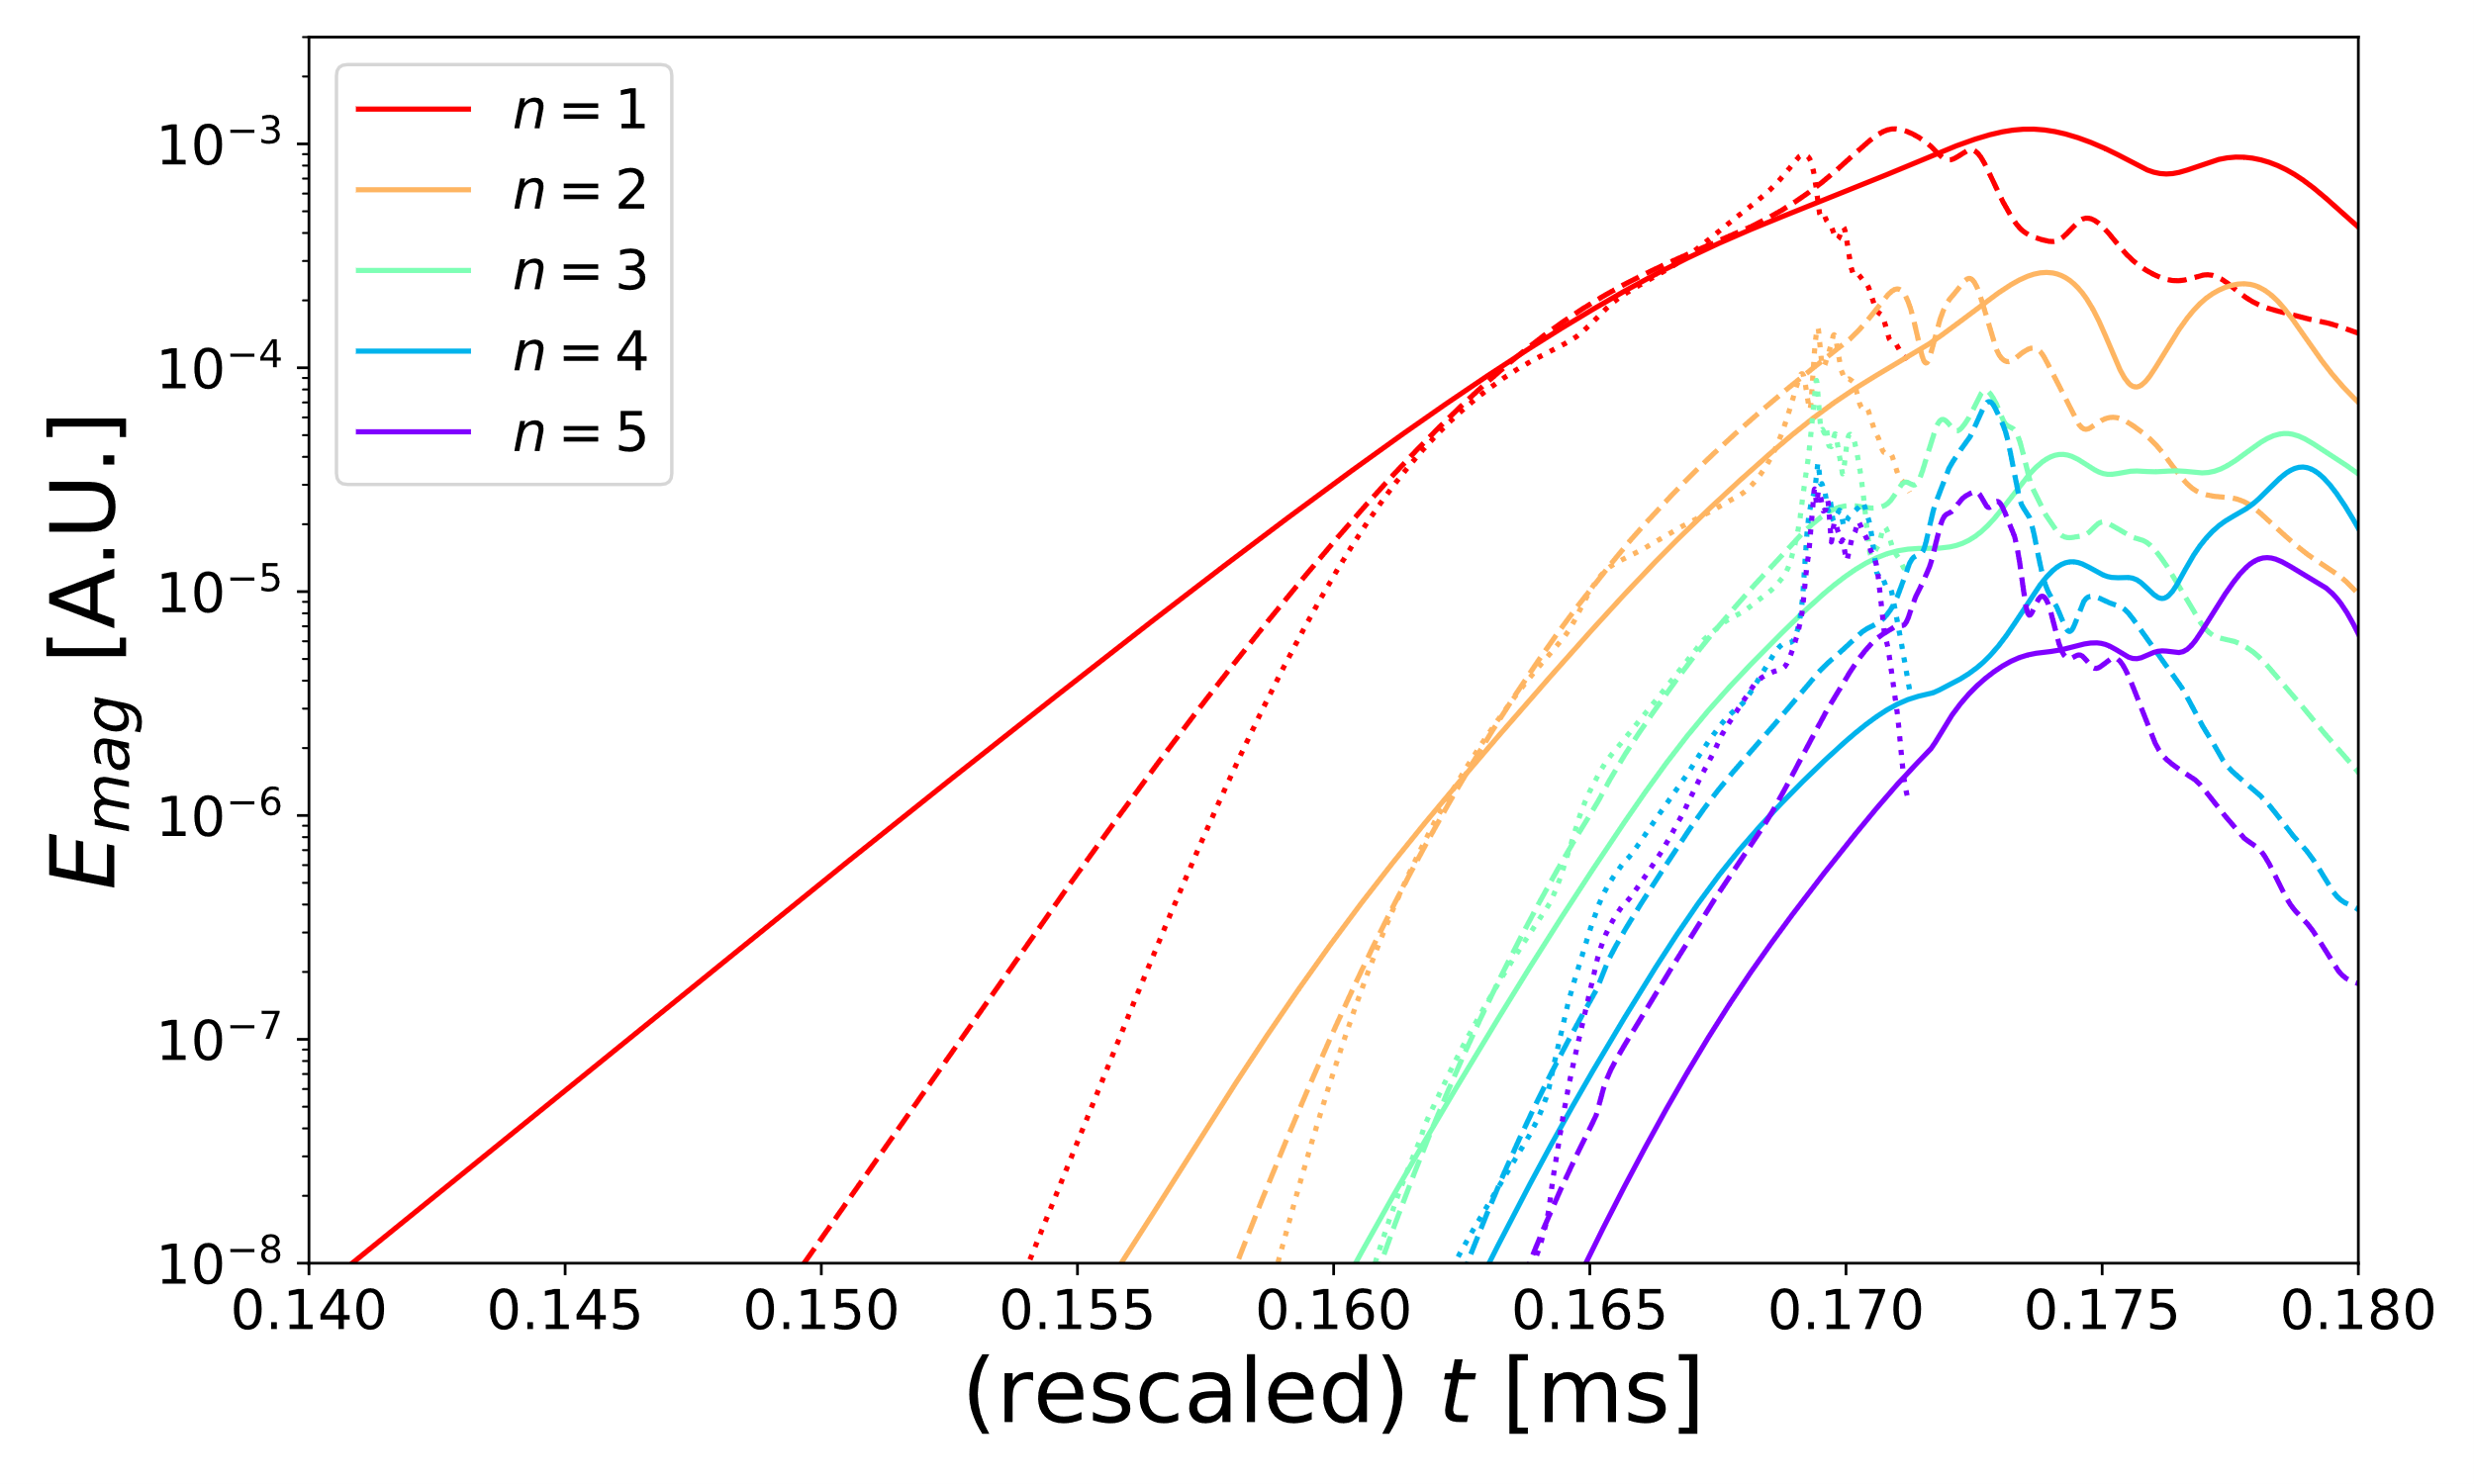 n = 1
n = 2
n = 3
n = 4
n = 5
10⁻³
10⁻⁴
10⁻⁵
10⁻⁶
10⁻⁷
10⁻⁸
E_mag [A.U.]
0.140 0.145 0.150 0.155 0.160 0.165 0.170 0.175 0.180
(rescaled) t [ms]